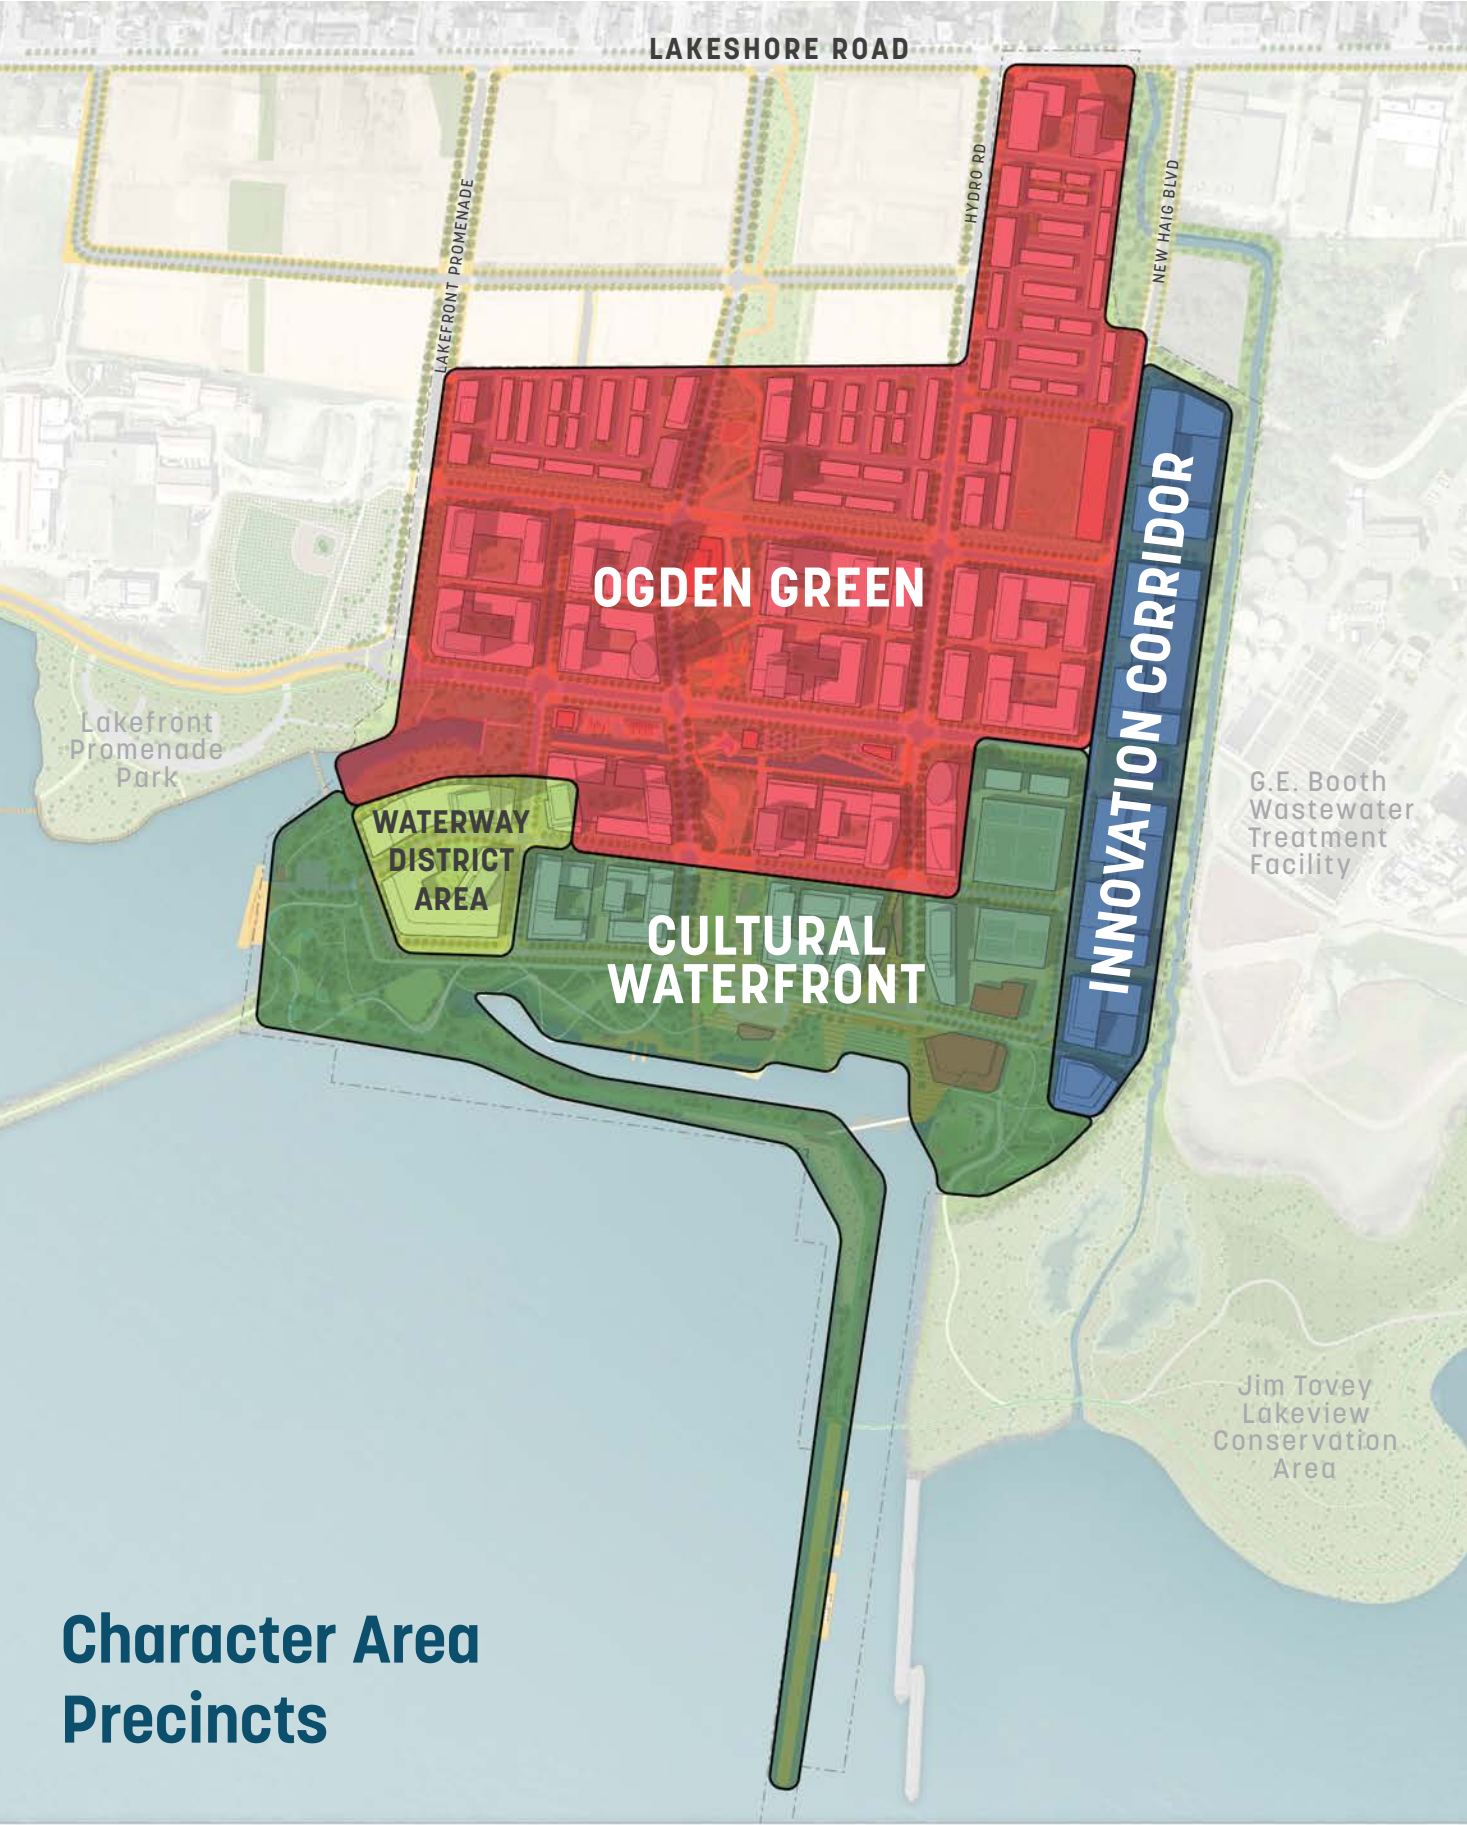 LAKESHORE ROAD
HYDRO RD
NEW HAIG BLVD
LAKEFRONT PROMENADE
OGDEN GREEN
INNOVATION CORRIDOR
Lakefront
Promenade
Park
WATERWAY
DISTRICT
AREA
CULTURAL
WATERFRONT
G.E. Booth
Wastewater
Treatment
Facility
Jim Tovey
Lakeview
Conservation
Area
Character Area
Precincts